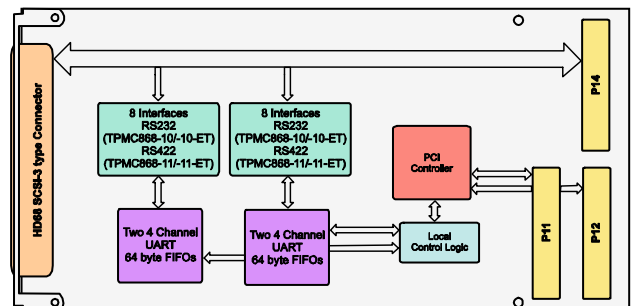 HD68 SCSI-3 type Connector
8 Interfaces
RS232
(TPMC868-10/-10-ET)
RS422
(TPMC868-11/-11-ET)
8 Interfaces
RS232
(TPMC868-10/-10-ET)
RS422
(TPMC868-11/-11-ET)
P14
PCI
Controller
Two 4 Channel
UART
64 byte FIFOs
Two 4 Channel
UART
64 byte FIFOs
Local
Control Logic
P11
P12